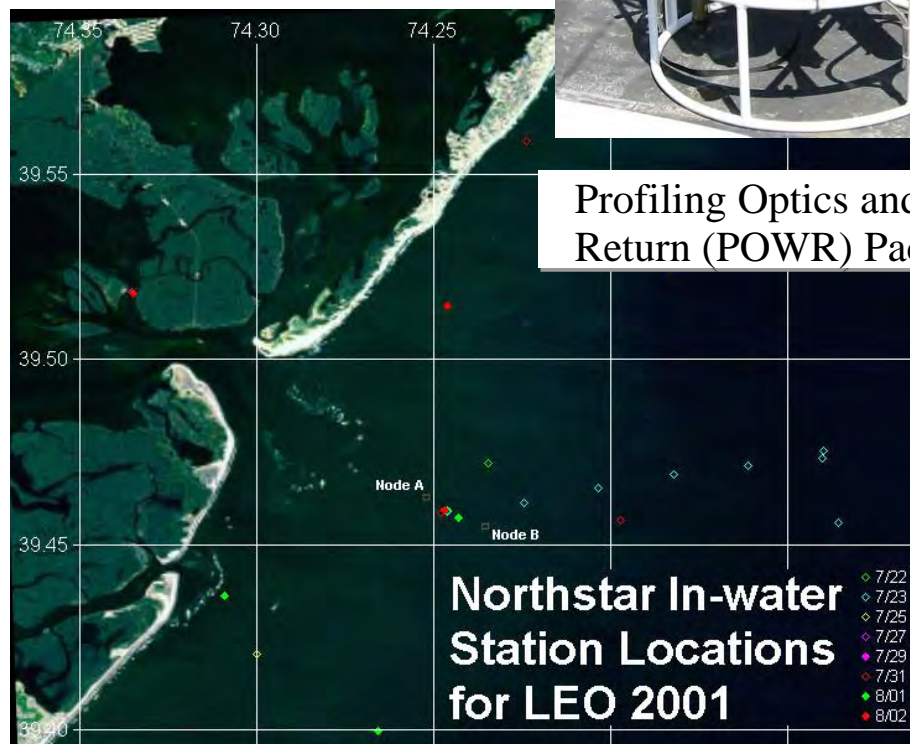 74.35 74.30 74.25
39.55
Profiling Optics and
Return (POWR)
39.50
Node A
Node B
39.45
Northstar In-water
Station Locations
for LEO 2001
7/22
7/23
7/25
7/27
7/29
7/31
8/01
8/02
39.40